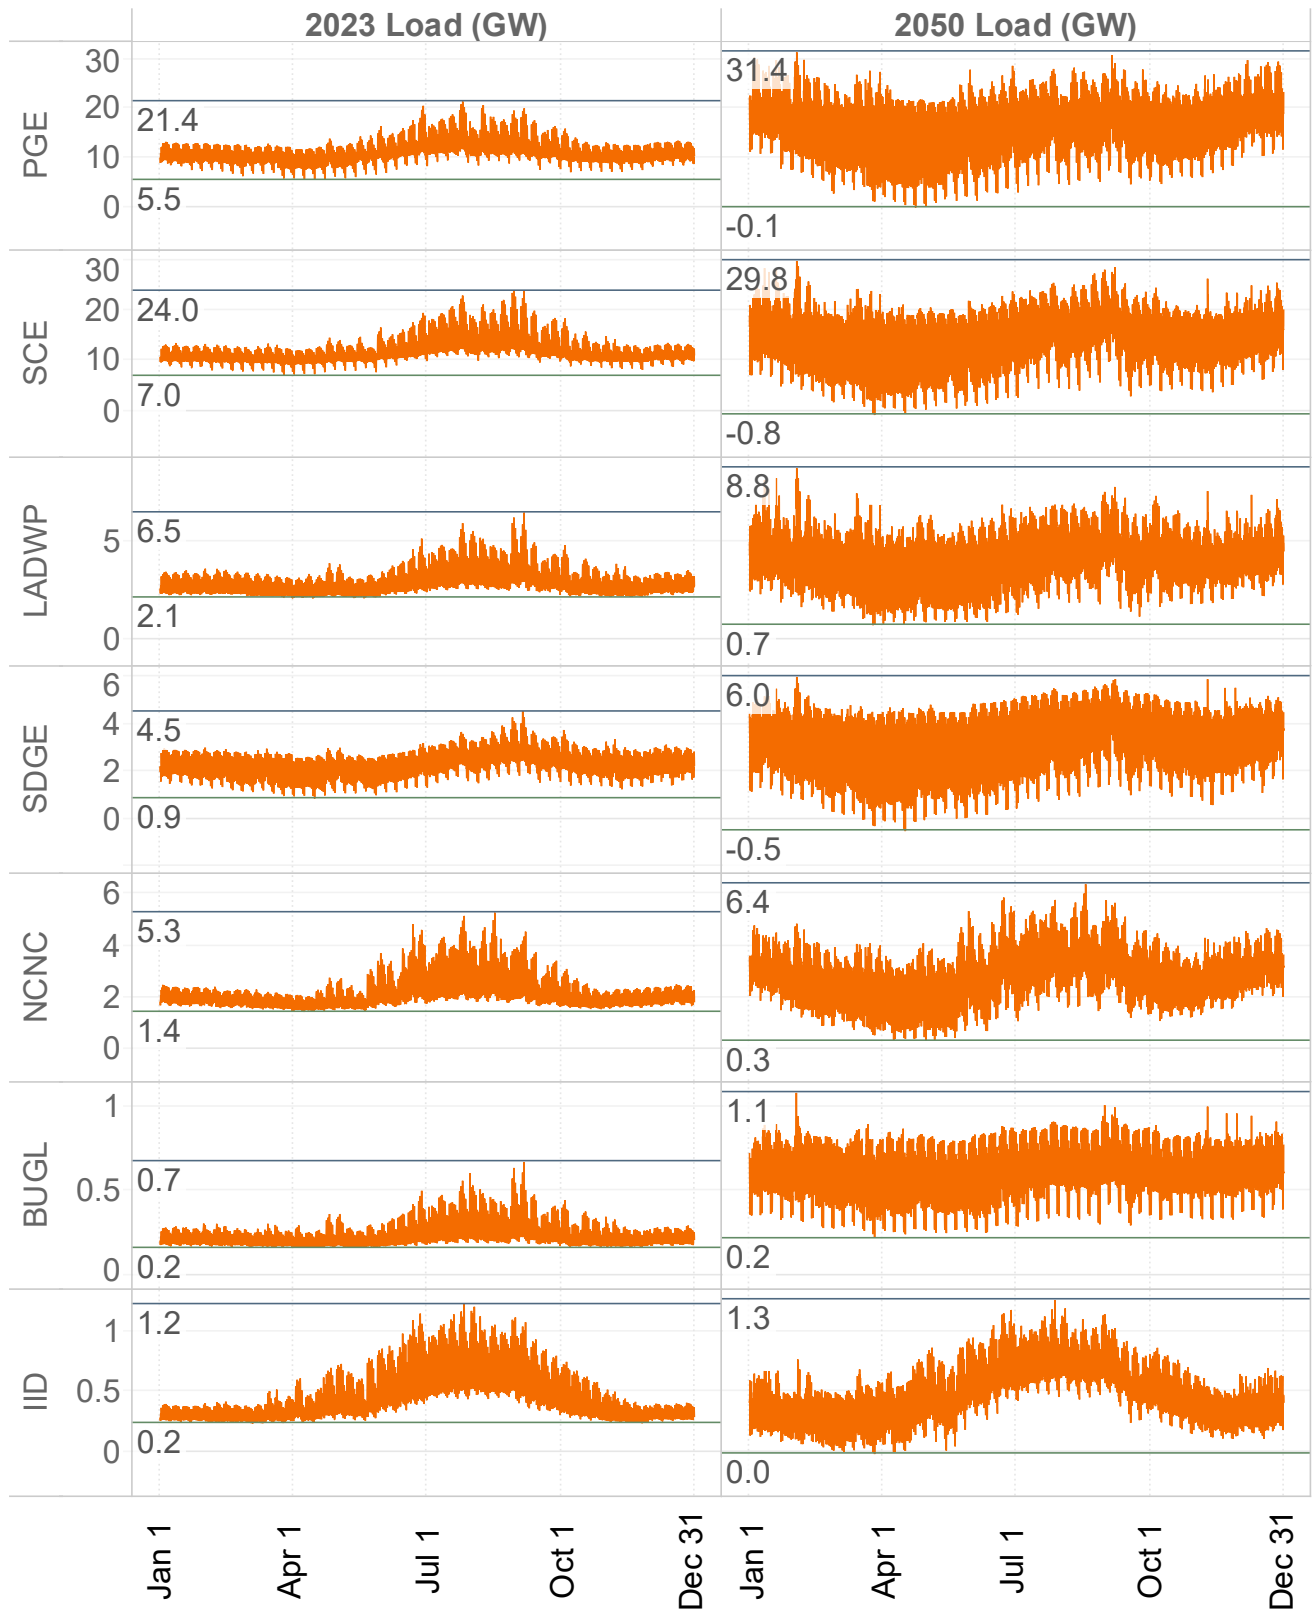 2023 Load (GW)
2050 Load (GW)
PGE
30
20
10
0
21.4
5.5
31.4
-0.1
SCE
30
20
10
0
24.0
7.0
29.8
-0.8
LADWP
5
0
6.5
2.1
8.8
0.7
SDGE
6
4
2
0
4.5
0.9
6.0
-0.5
NCNC
6
4
2
0
5.3
1.4
6.4
0.3
BUGL
1
0.5
0
0.7
0.2
1.1
0.2
IID
1
0.5
0
1.2
0.2
1.3
0.0
Jan 1
Apr 1
Jul 1
Oct 1
Dec 31
Jan 1
Apr 1
Jul 1
Oct 1
Dec 31